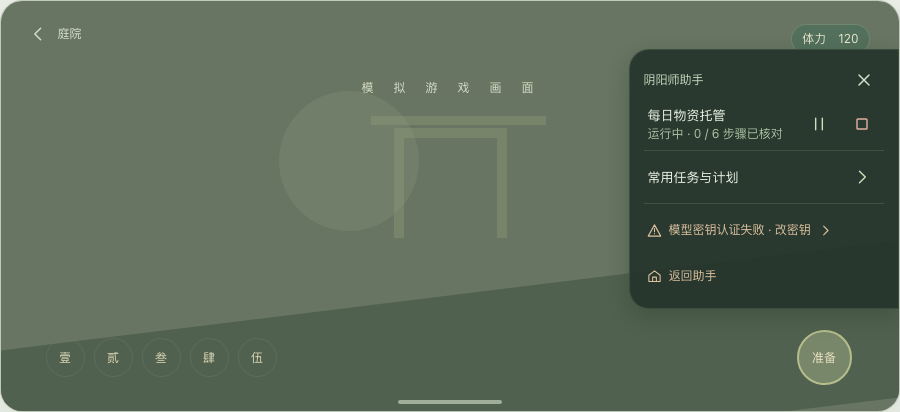 庭院
体力 120
模拟游戏画面
阴阳师助手
每日物资托管
运行中 · 0 / 6 步骤已核对
常用任务与计划
模型密钥认证失败 · 改密钥
返回助手
壹 贰 叁 肆 伍
准备